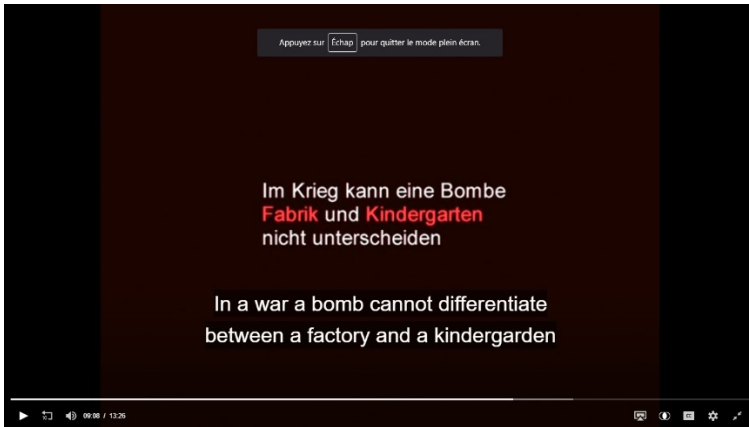 Appuyez sur Échap pour quitter le mode plein écran.
Im Krieg kann eine Bombe
Fabrik und Kindergarten
nicht unterscheiden
In a war a bomb cannot differentiate
between a factory and a kindergarden
10
09:08 / 13:26